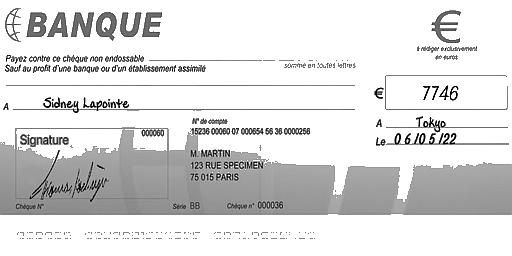 BANQUE
€
à rédiger exclusivement
en euros
Payez contre ce chèque non endossable
Sauf au profit d'une banque ou d'un établissement assimilé
somme en toutes lettres
€ 7746
A Sidney Lapointe
A Tokyo
Le 06/05/22
Signature
000060
N° de compte
15236 00060 07 000654 56 36 0000256
M. MARTIN
123 RUE SPECIMEN
75 015 PARIS
Chèque N°
Série BB
Chèque n° 000036